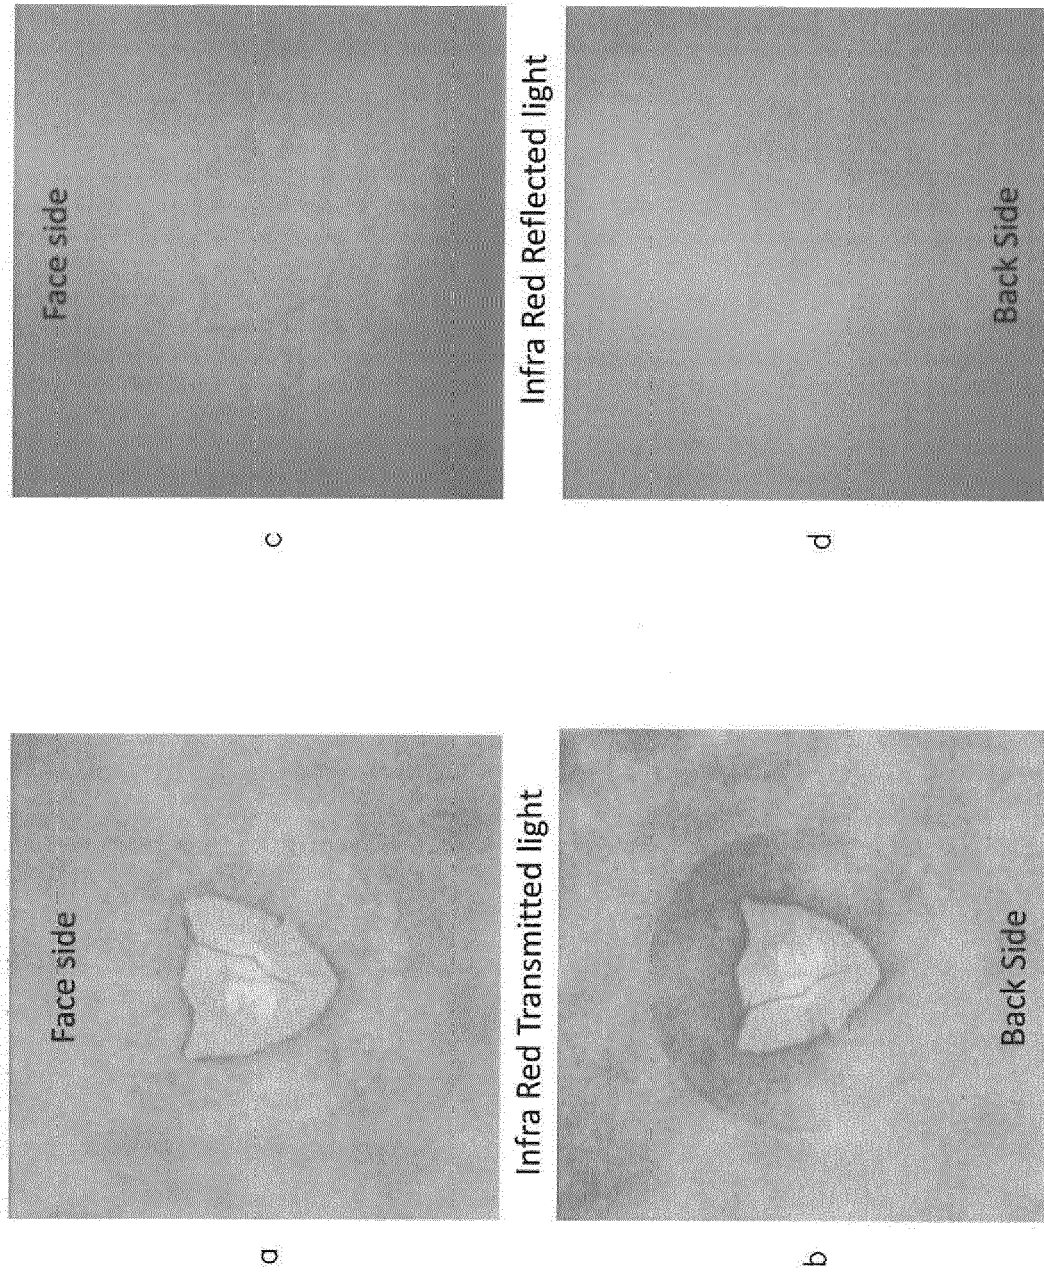 Face side
Face side
a
c
Infra Red Transmitted light
Infra Red Reflected light
b
d
Back Side
Back Side